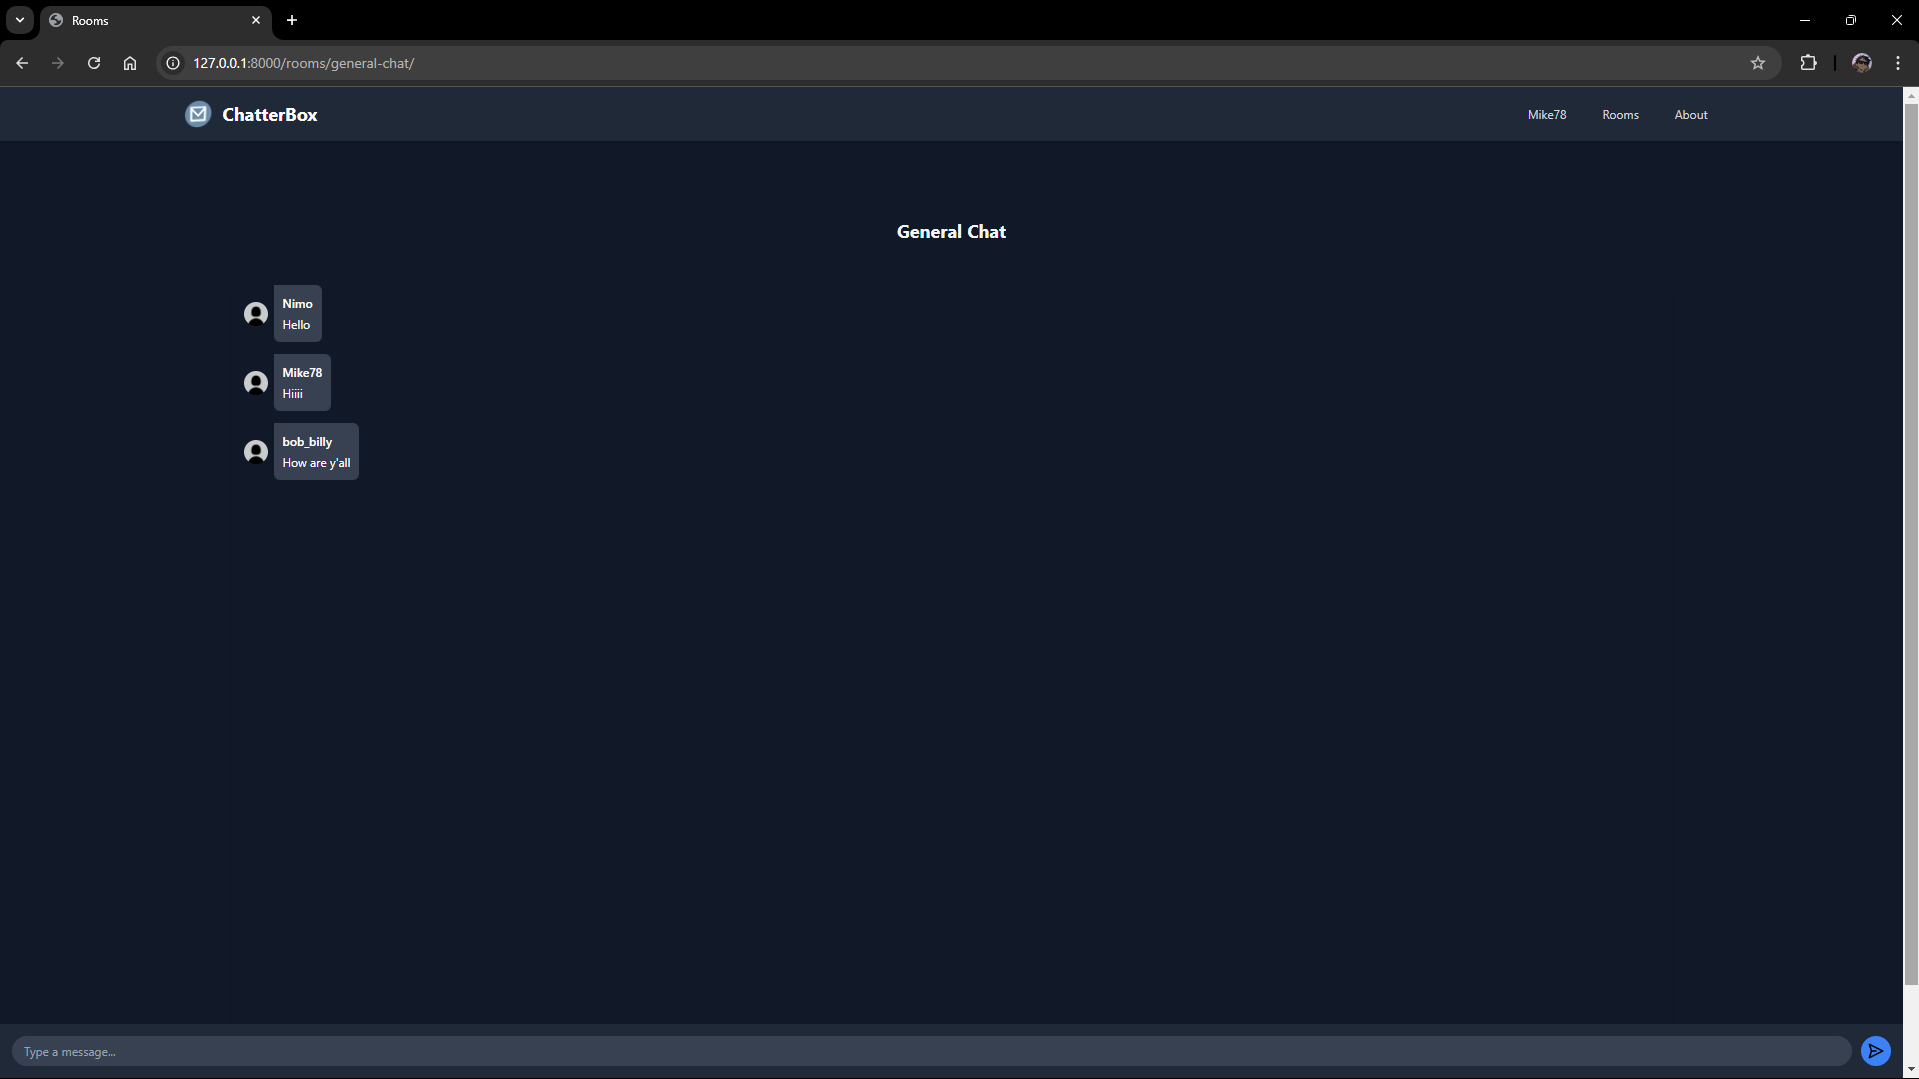 Rooms
127.0.0.1:8000/rooms/general-chat/
ChatterBox
Mike78 Rooms About
General Chat
Nimo
Hello
Mike78
Hiiii
bob_billy
How are y'all
Type a message...